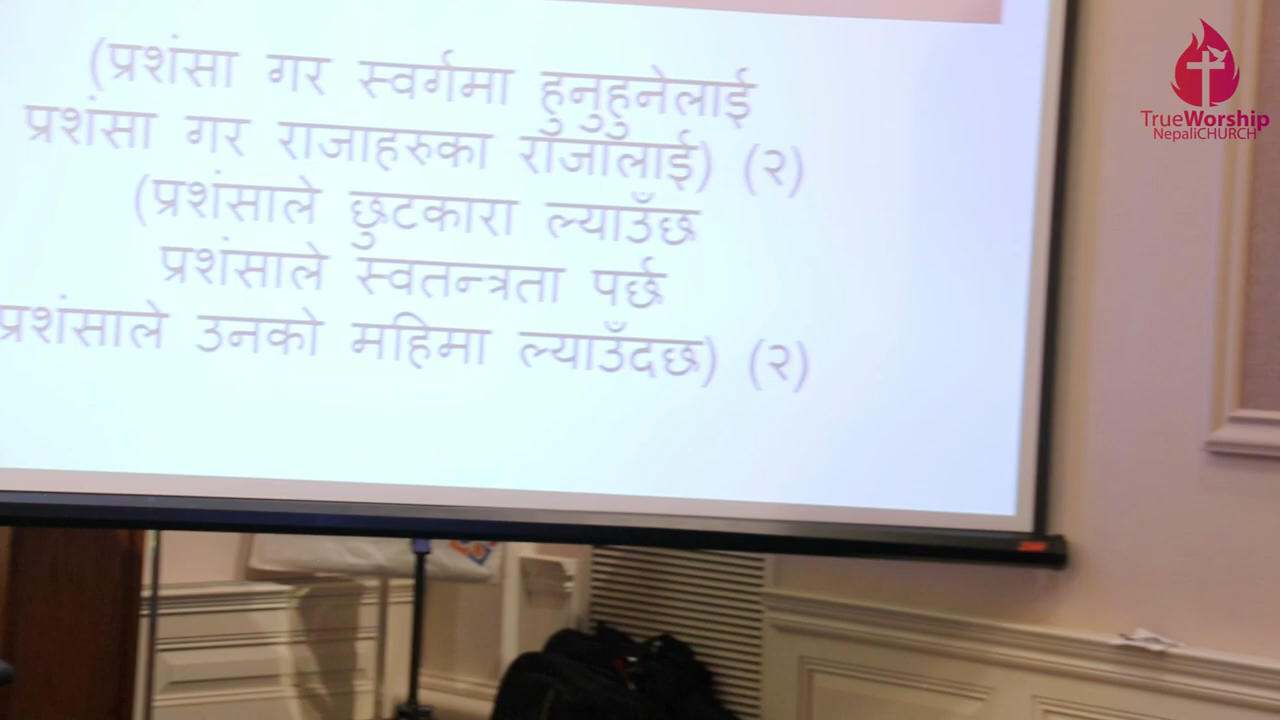 (प्रशंसा गर स्वर्गमा हुनुहुनेलाई
प्रशंसा गर राजाहरुका राजालाई) (२)
(प्रशंसाले छुटकारा ल्याउँछ
प्रशंसाले स्वतन्त्रता पर्छ
प्रशंसाले उनको महिमा ल्याउँदछ) (२)
TrueWorship
NepaliCHURCH